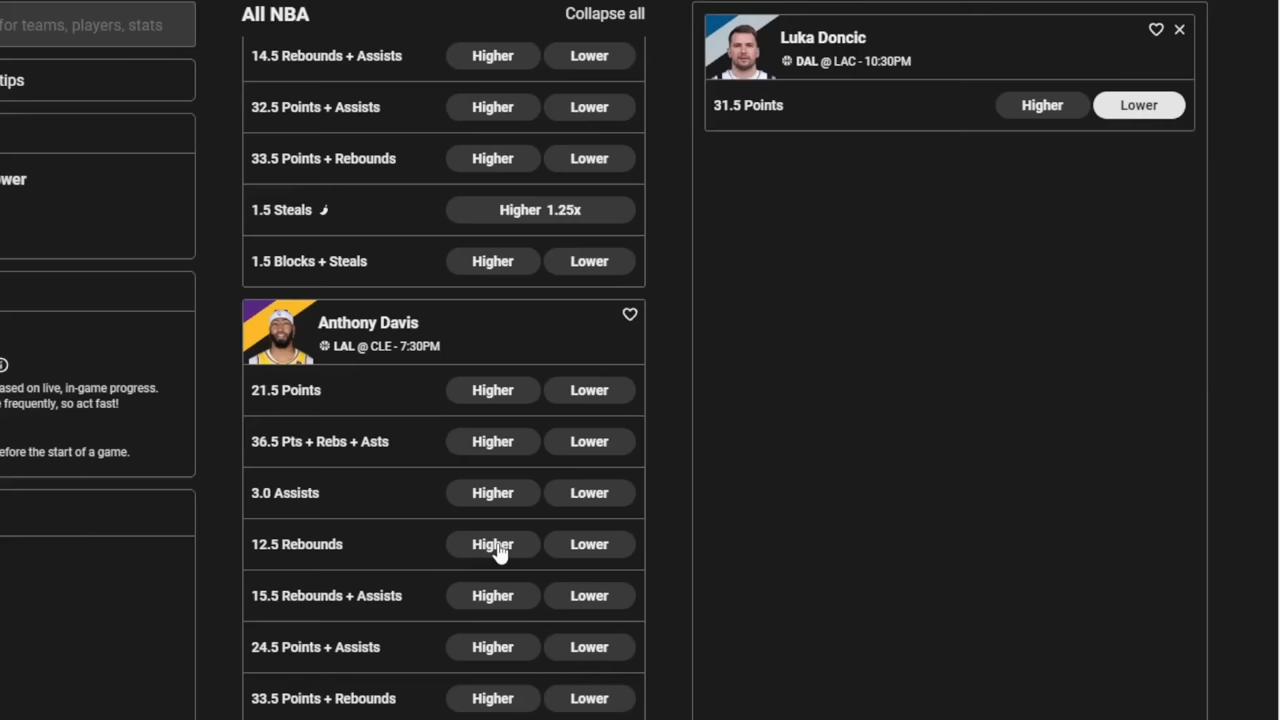 for teams, players, stats
tips
ower
ased on live, in-game progress.
frequently, so act fast!
efore the start of a game.
All NBA
Collapse all
14.5 Rebounds + Assists Higher Lower
32.5 Points + Assists Higher Lower
33.5 Points + Rebounds Higher Lower
1.5 Steals Higher 1.25x
1.5 Blocks + Steals Higher Lower
Anthony Davis
LAL @ CLE - 7:30PM
21.5 Points Higher Lower
36.5 Pts + Rebs + Asts Higher Lower
3.0 Assists Higher Lower
12.5 Rebounds Higher Lower
15.5 Rebounds + Assists Higher Lower
24.5 Points + Assists Higher Lower
33.5 Points + Rebounds Higher Lower
Luka Doncic
DAL @ LAC - 10:30PM
31.5 Points Higher Lower